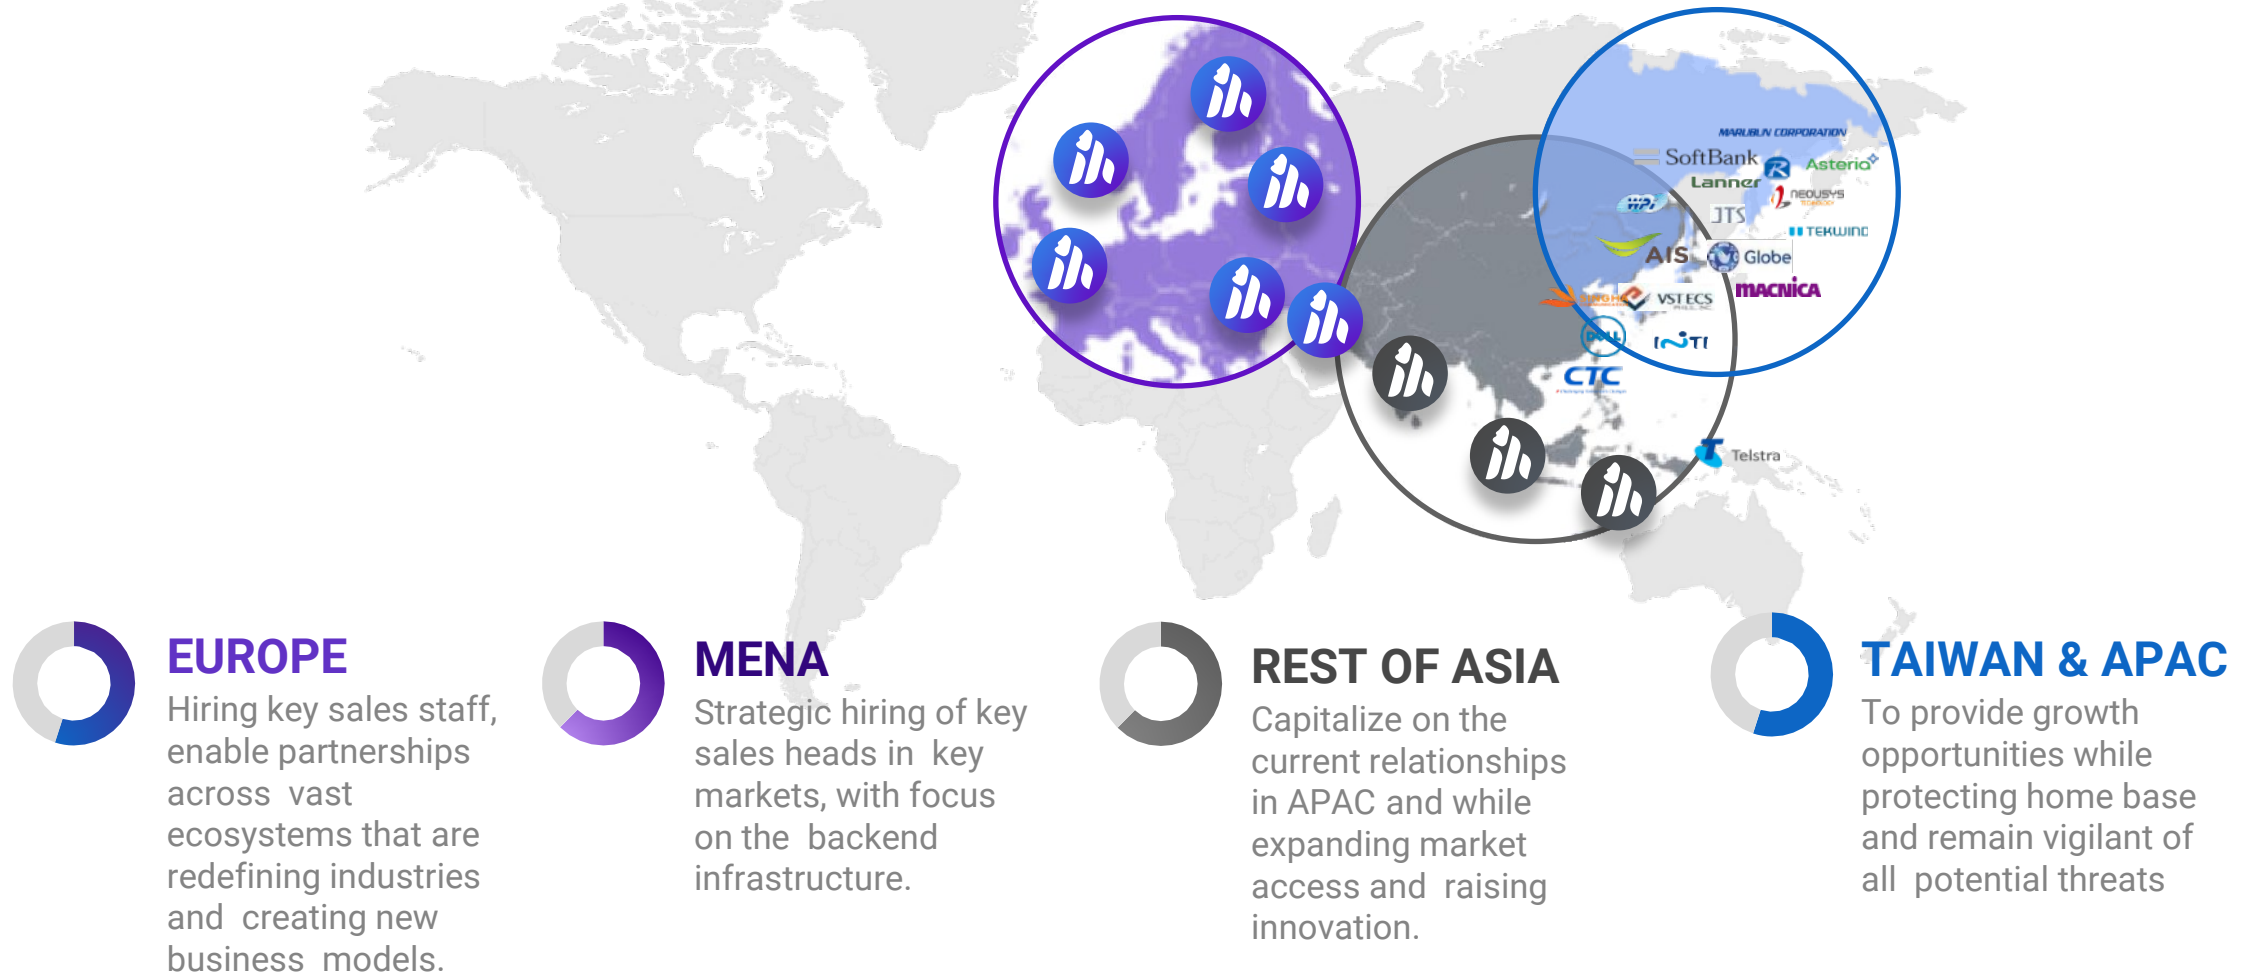 MARUBUN CORPORATION
SoftBank
Asteria
Lanner
NEOUSYS
TECHNOLOGY
WPi
JTS
TEKWIND
AIS
Globe
MACNICA
VSTECS
DELL
CTC
Telstra
EUROPE
Hiring key sales staff,
enable partnerships
across vast
ecosystems that are
redefining industries
and creating new
business models.
MENA
Strategic hiring of key
sales heads in key
markets, with focus
on the backend
infrastructure.
REST OF ASIA
Capitalize on the
current relationships
in APAC and while
expanding market
access and raising
innovation.
TAIWAN & APAC
To provide growth
opportunities while
protecting home base
and remain vigilant of
all potential threats